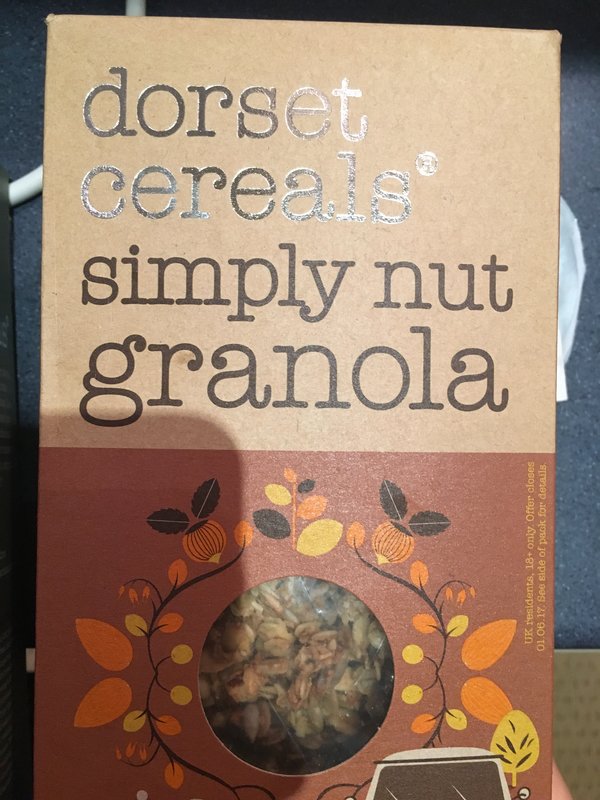 dorset
cereals®
simply nut
granola
UK residents, 18+ only. Offer closes
01.06.17. See side of pack for details.